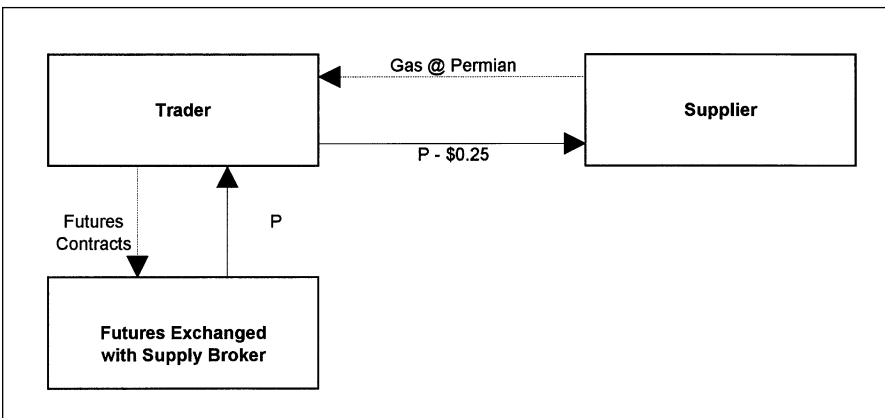 Gas @ Permian
Trader
Supplier
P - $0.25
Futures
Contracts
P
Futures Exchanged
with Supply Broker